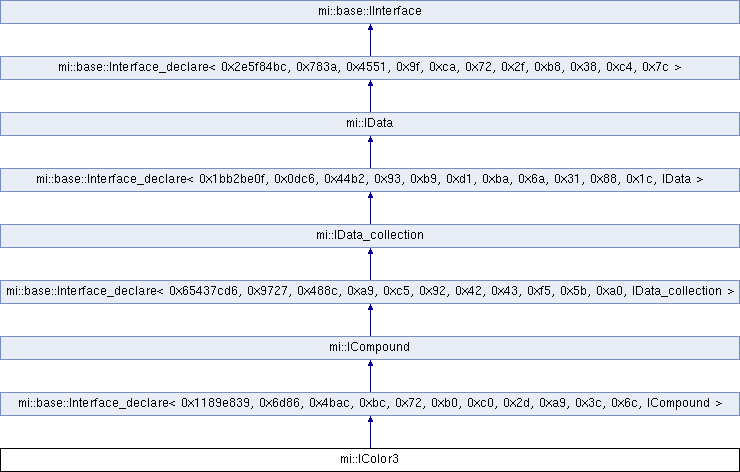 mi::base::IInterface
mi::base::Interface_declare< 0x2e5f84bc, 0x783a, 0x4551, 0x9f, 0xca, 0x72, 0x2f, 0xb8, 0x38, 0xc4, 0x7c >
mi::IData
mi::base::Interface_declare< 0x1bb2be0f, 0x0dc6, 0x44b2, 0x93, 0xb9, 0xd1, 0xba, 0x6a, 0x31, 0x88, 0x1c, IData >
mi::IData_collection
mi::base::Interface_declare< 0x65437cd6, 0x9727, 0x488c, 0xa9, 0xc5, 0x92, 0x42, 0x43, 0xf5, 0x5b, 0xa0, IData_collection >
mi::ICompound
mi::base::Interface_declare< 0x1189e839, 0x6d86, 0x4bac, 0xbc, 0x72, 0xb0, 0xc0, 0x2d, 0xa9, 0x3c, 0x6c, ICompound >
mi::IColor3